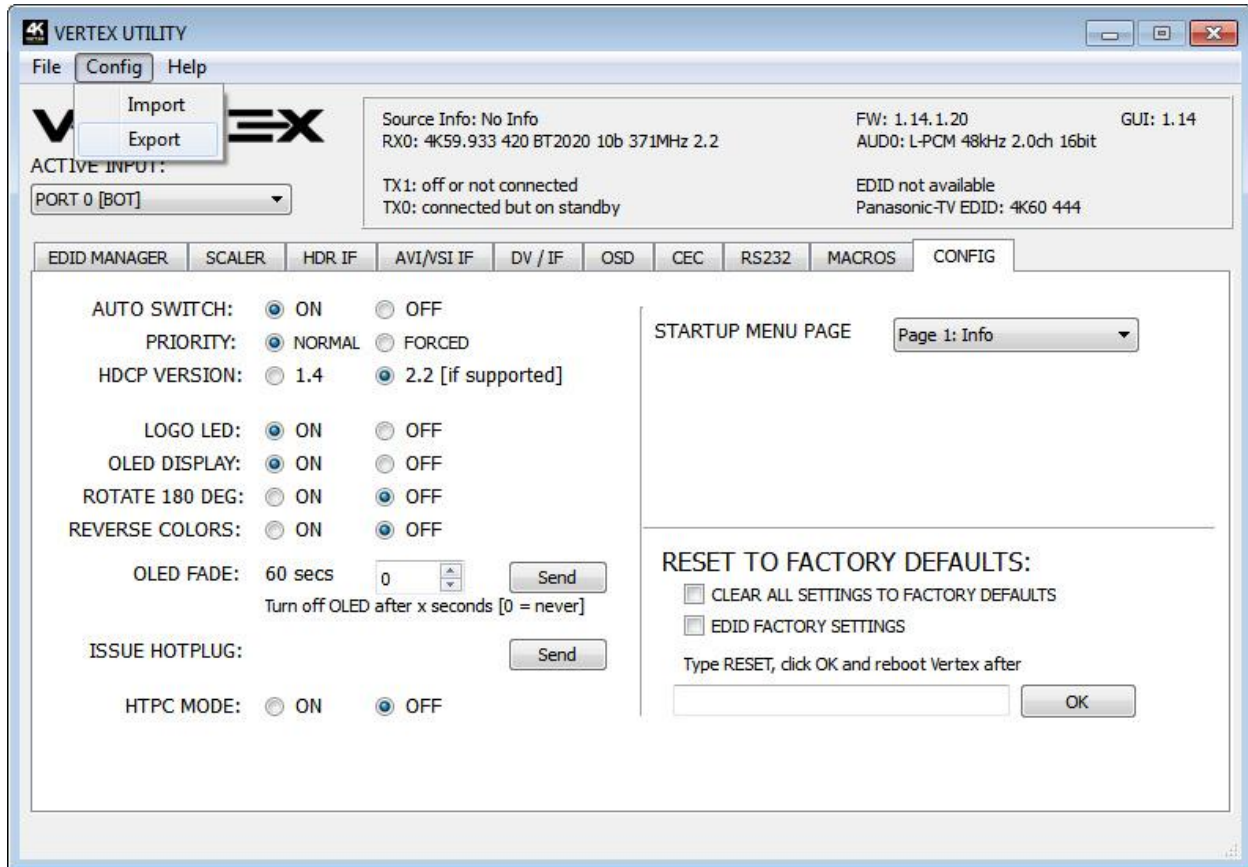 4K VERTEX UTILITY
File Config Help
Import
Export
V EX
ACTIVE INPUT:
PORT 0 [BOT]
Source Info: No Info
RX0: 4K59.933 420 BT2020 10b 371MHz 2.2
TX1: off or not connected
TX0: connected but on standby
FW: 1.14.1.20 GUI: 1.14
AUD0: L-PCM 48kHz 2.0ch 16bit
EDID not available
Panasonic-TV EDID: 4K60 444
EDID MANAGER SCALER HDR IF AVI/VSI IF DV / IF OSD CEC RS232 MACROS CONFIG
AUTO SWITCH: ON OFF
PRIORITY: NORMAL FORCED
HDCP VERSION: 1.4 2.2 [if supported]
LOGO LED: ON OFF
OLED DISPLAY: ON OFF
ROTATE 180 DEG: ON OFF
REVERSE COLORS: ON OFF
OLED FADE: 60 secs 0 Send
Turn off OLED after x seconds [0 = never]
ISSUE HOTPLUG: Send
HTPC MODE: ON OFF
STARTUP MENU PAGE Page 1: Info
RESET TO FACTORY DEFAULTS:
CLEAR ALL SETTINGS TO FACTORY DEFAULTS
EDID FACTORY SETTINGS
Type RESET, click OK and reboot Vertex after
OK